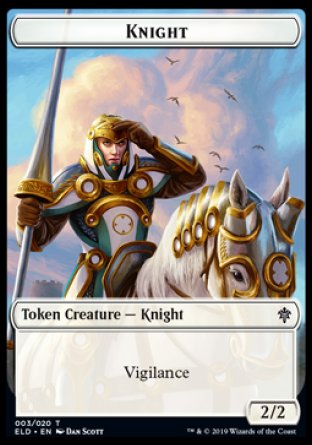 Knight
Token Creature — Knight
Vigilance
2/2
003/020 T
ELD • EN Dan Scott
™ & © 2019 Wizards of the Coast